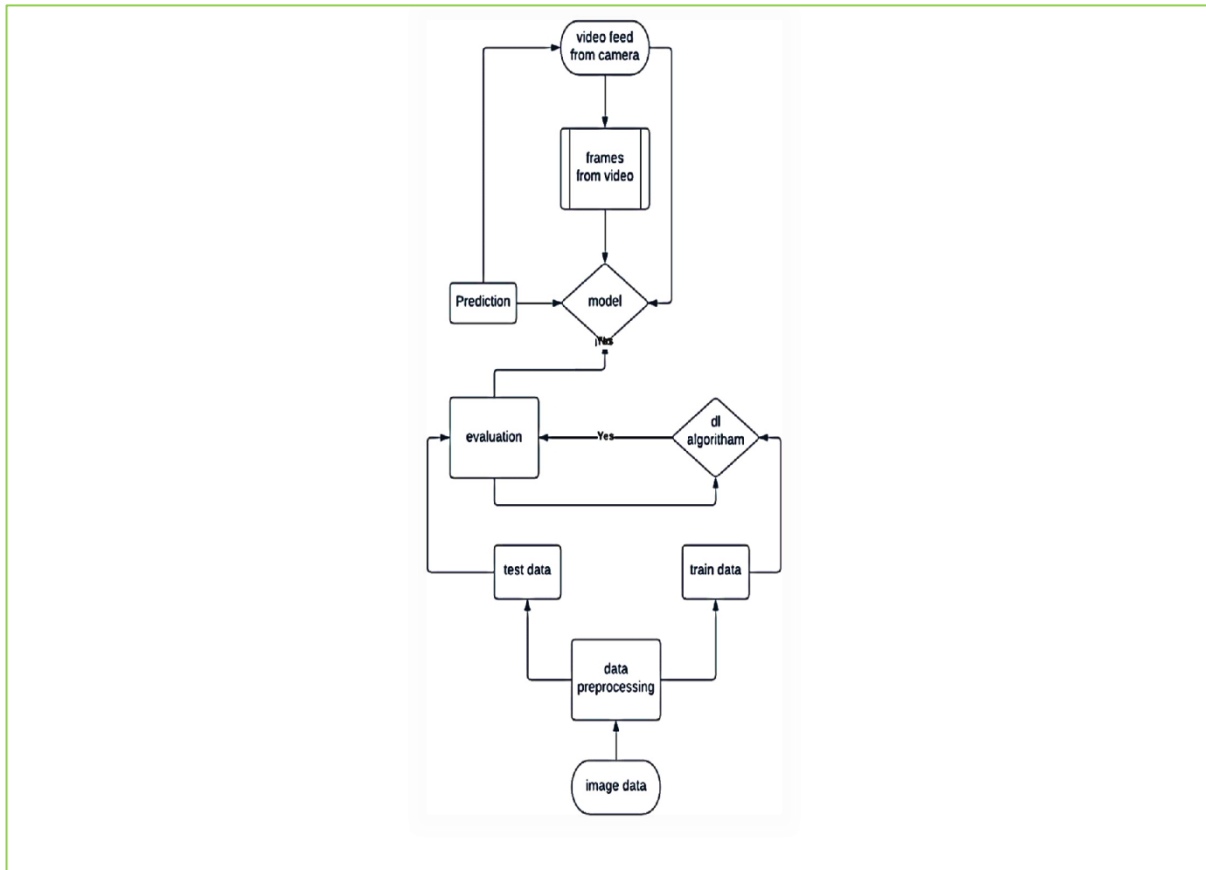 video feed
from camera
frames
from video
Prediction
model
evaluation
Yes
dl
algoritham
test data
train data
data
preprocessing
image data